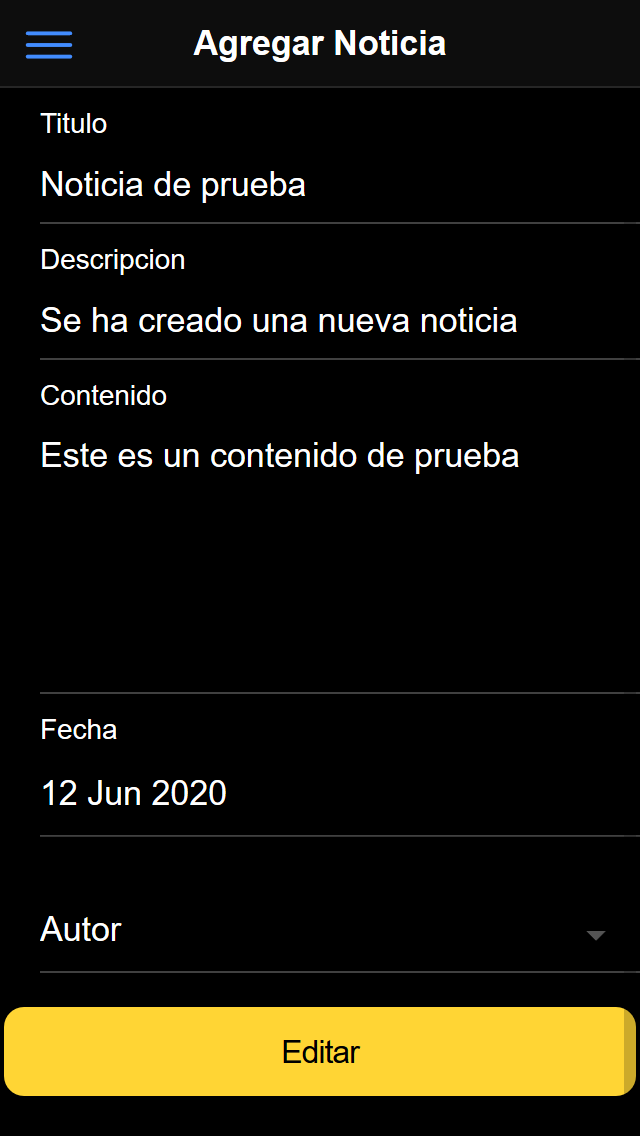 Agregar Noticia
Titulo
Noticia de prueba
Descripcion
Se ha creado una nueva noticia
Contenido
Este es un contenido de prueba
Fecha
12 Jun 2020
Autor
Editar